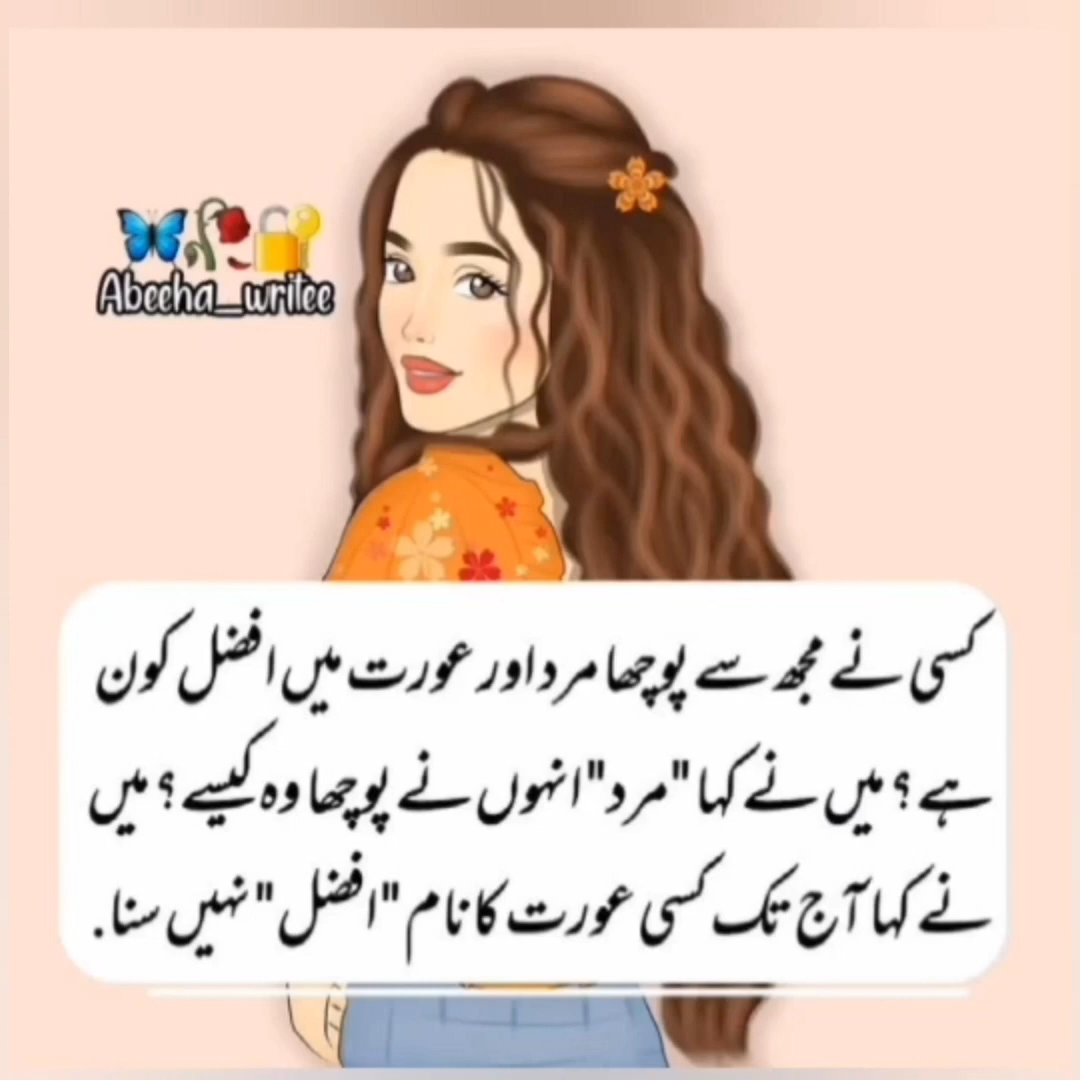 Abeeha_writee
کسی نے مجھ سے پوچھا مرد اور عورت میں افضل کون
ہے؟ میں نے کہا "مرد" انہوں نے پوچھا وہ کیسے؟ میں
نے کہا آج تک کسی عورت کا نام "افضل" نہیں سنا.